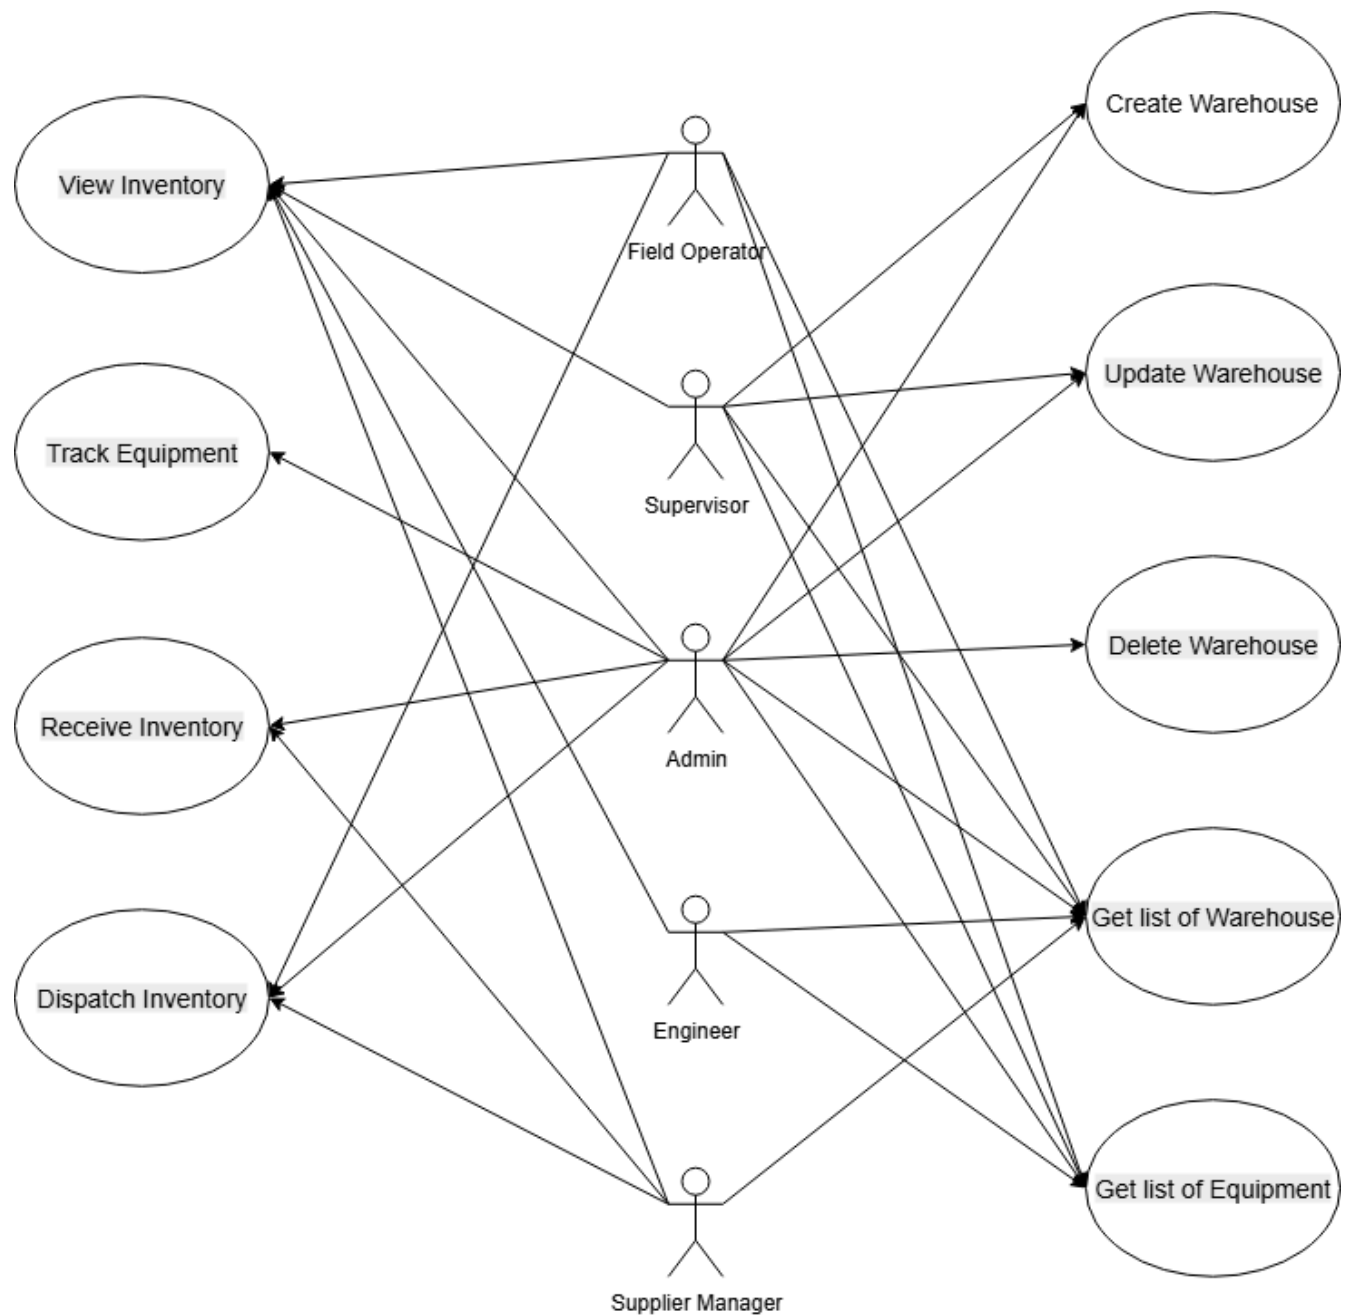 View Inventory
Track Equipment
Receive Inventory
Dispatch Inventory
Field Operator
Supervisor
Admin
Engineer
Supplier Manager
Create Warehouse
Update Warehouse
Delete Warehouse
Get list of Warehouse
Get list of Equipment